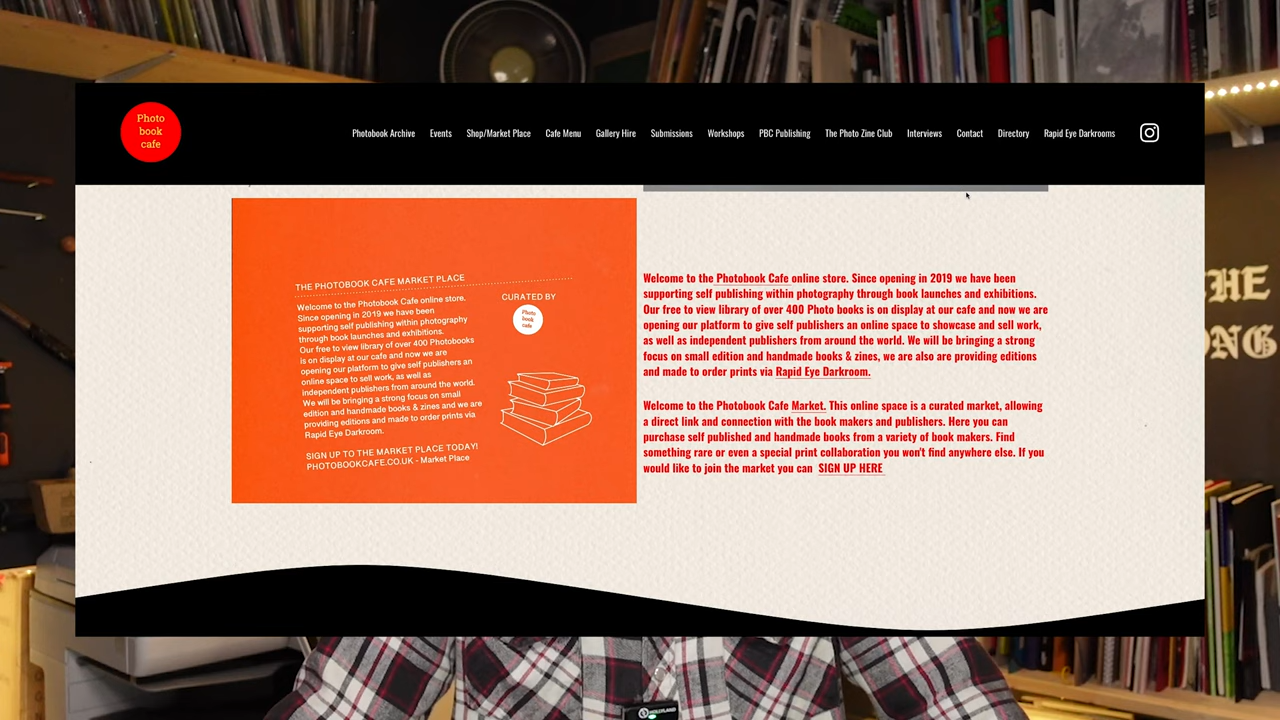 Photo
book
cafe
Photobook Archive Events Shop/Market Place Cafe Menu Gallery Hire Submissions Workshops PBC Publishing The Photo Zine Club Interviews Contact Directory Rapid Eye Darkrooms
THE PHOTOBOOK CAFE MARKET PLACE
Welcome to the Photobook Cafe online store.
Since opening in 2019 we have been
supporting self publishing within photography
through book launches and exhibitions.
Our free to view library of over 400 Photobooks
is on display at our cafe and now we are
opening our platform to give self publishers an
online space to sell work, as well as
independent publishers from around the world.
We will be bringing a strong focus on small
edition and handmade books & zines and we are
providing editions and made to order prints via
Rapid Eye Darkroom.
SIGN UP TO THE MARKET PLACE TODAY!
PHOTOBOOKCAFE.CO.UK - Market Place
CURATED BY
Photo
book
cafe
Welcome to the Photobook Cafe online store. Since opening in 2019 we have been
supporting self publishing within photography through book launches and exhibitions.
Our free to view library of over 400 Photo books is on display at our cafe and now we are
opening our platform to give self publishers an online space to showcase and sell work,
as well as independent publishers from around the world. We will be bringing a strong
focus on small edition and handmade books & zines, we are also are providing editions
and made to order prints via Rapid Eye Darkroom.
Welcome to the Photobook Cafe Market. This online space is a curated market, allowing
a direct link and connection with the book makers and publishers. Here you can
purchase self published and handmade books from a variety of book makers. Find
something rare or even a special print collaboration you won't find anywhere else. If you
would like to join the market you can SIGN UP HERE
HE
ONG
HOLLYLAND